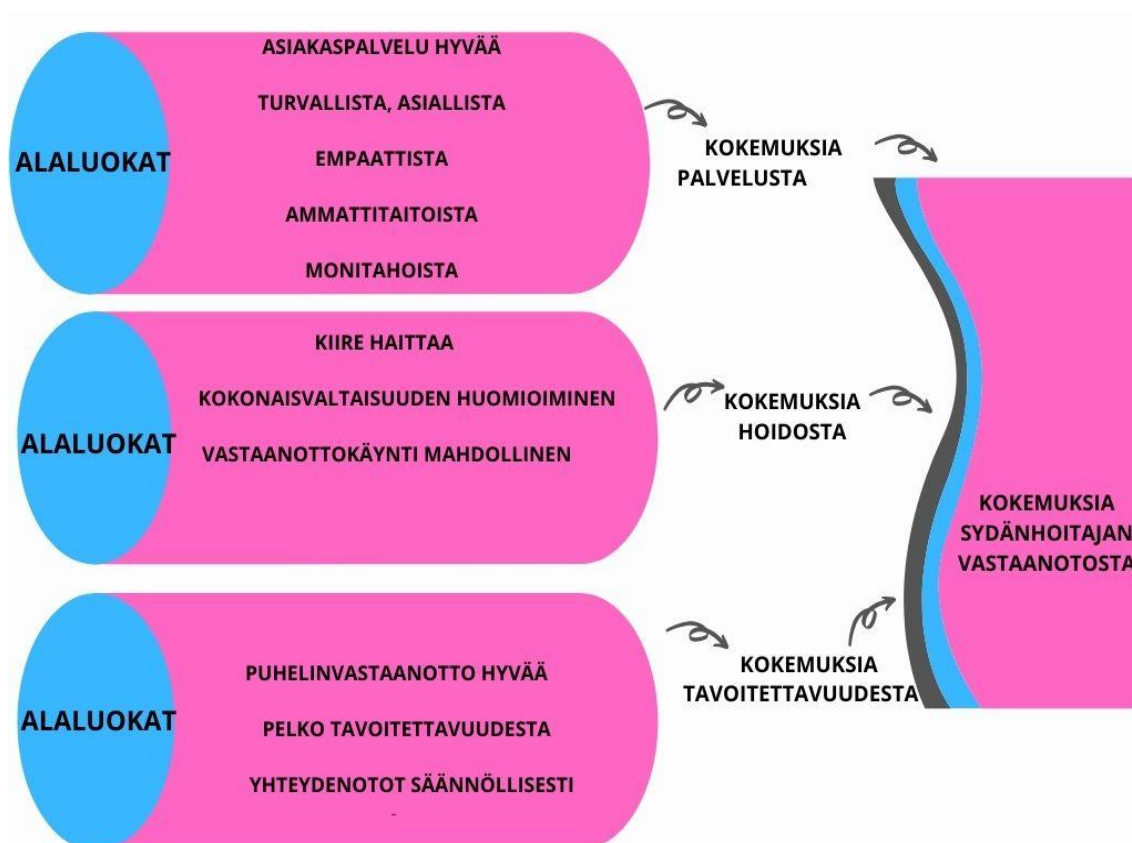 ALALUOKAT
ASIAKASPALVELU HYVÄÄ
TURVALLISTA, ASIALLISTA
EMPAATTISTA
AMMATTITAITOISTA
MONITAHOISTA
KOKEMUKSIA
PALVELUSTA
ALALUOKAT
KIIRE HAITTAA
KOKONAISVALTAISUUDEN HUOMIOIMINEN
VASTAANOTTOKÄYNTI MAHDOLLINEN
KOKEMUKSIA
HOIDOSTA
ALALUOKAT
PUHELINVASTAANOTTO HYVÄÄ
PELKO TAVOITETTAVUUDESTA
YHTEYDENOTOT SÄÄNNÖLLISESTI
-
KOKEMUKSIA
TAVOITETTAVUUDESTA
KOKEMUKSIA
SYDÄNHOITAJAN
VASTAANOTOSTA